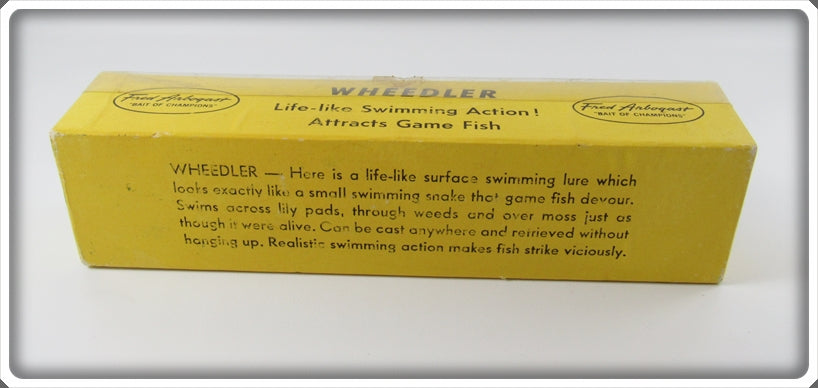 WHEEDLER
Fred Arbogast
"BAIT OF CHAMPIONS"
Life-like Swimming Action!
Attracts Game Fish
Fred Arbogast
"BAIT OF CHAMPIONS"
WHEEDLER — Here is a life-like surface swimming lure which
looks exactly like a small swimming snake that game fish devour.
Swims across lily pads, through weeds and over moss just as
though it were alive. Can be cast anywhere and retrieved without
hanging up. Realistic swimming action makes fish strike viciously.